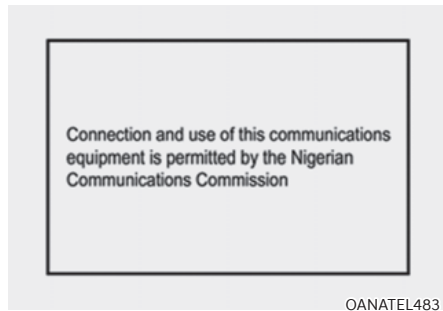 Connection and use of this communications
equipment is permitted by the Nigerian
Communications Commission
OANATEL483